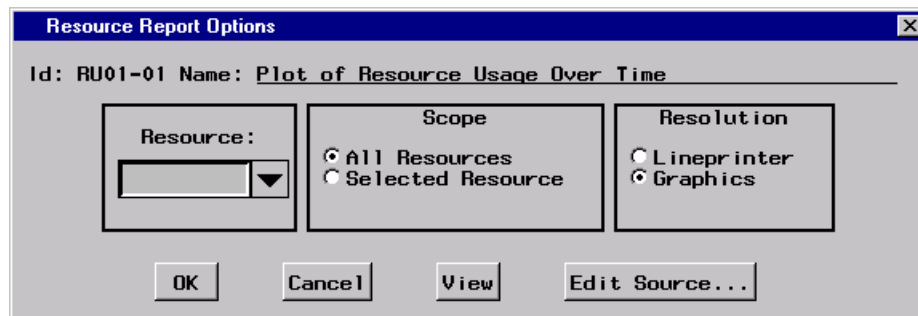 Resource Report Options
Id: RU01-01 Name: Plot of Resource Usage Over Time
Resource:
Scope
All Resources
Selected Resource
Resolution
Lineprinter
Graphics
OK Cancel View Edit Source...